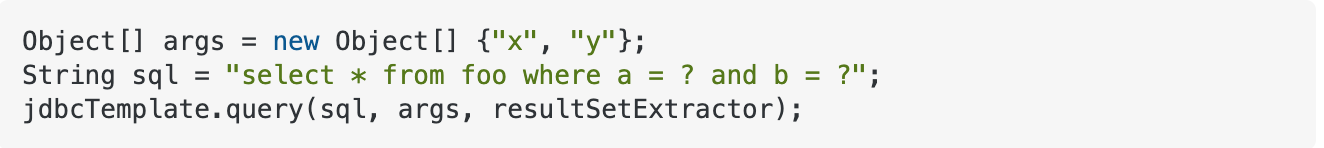 Object[] args = new Object[] {"x", "y"};
String sql = "select * from foo where a = ? and b = ?";
jdbcTemplate.query(sql, args, resultSetExtractor);